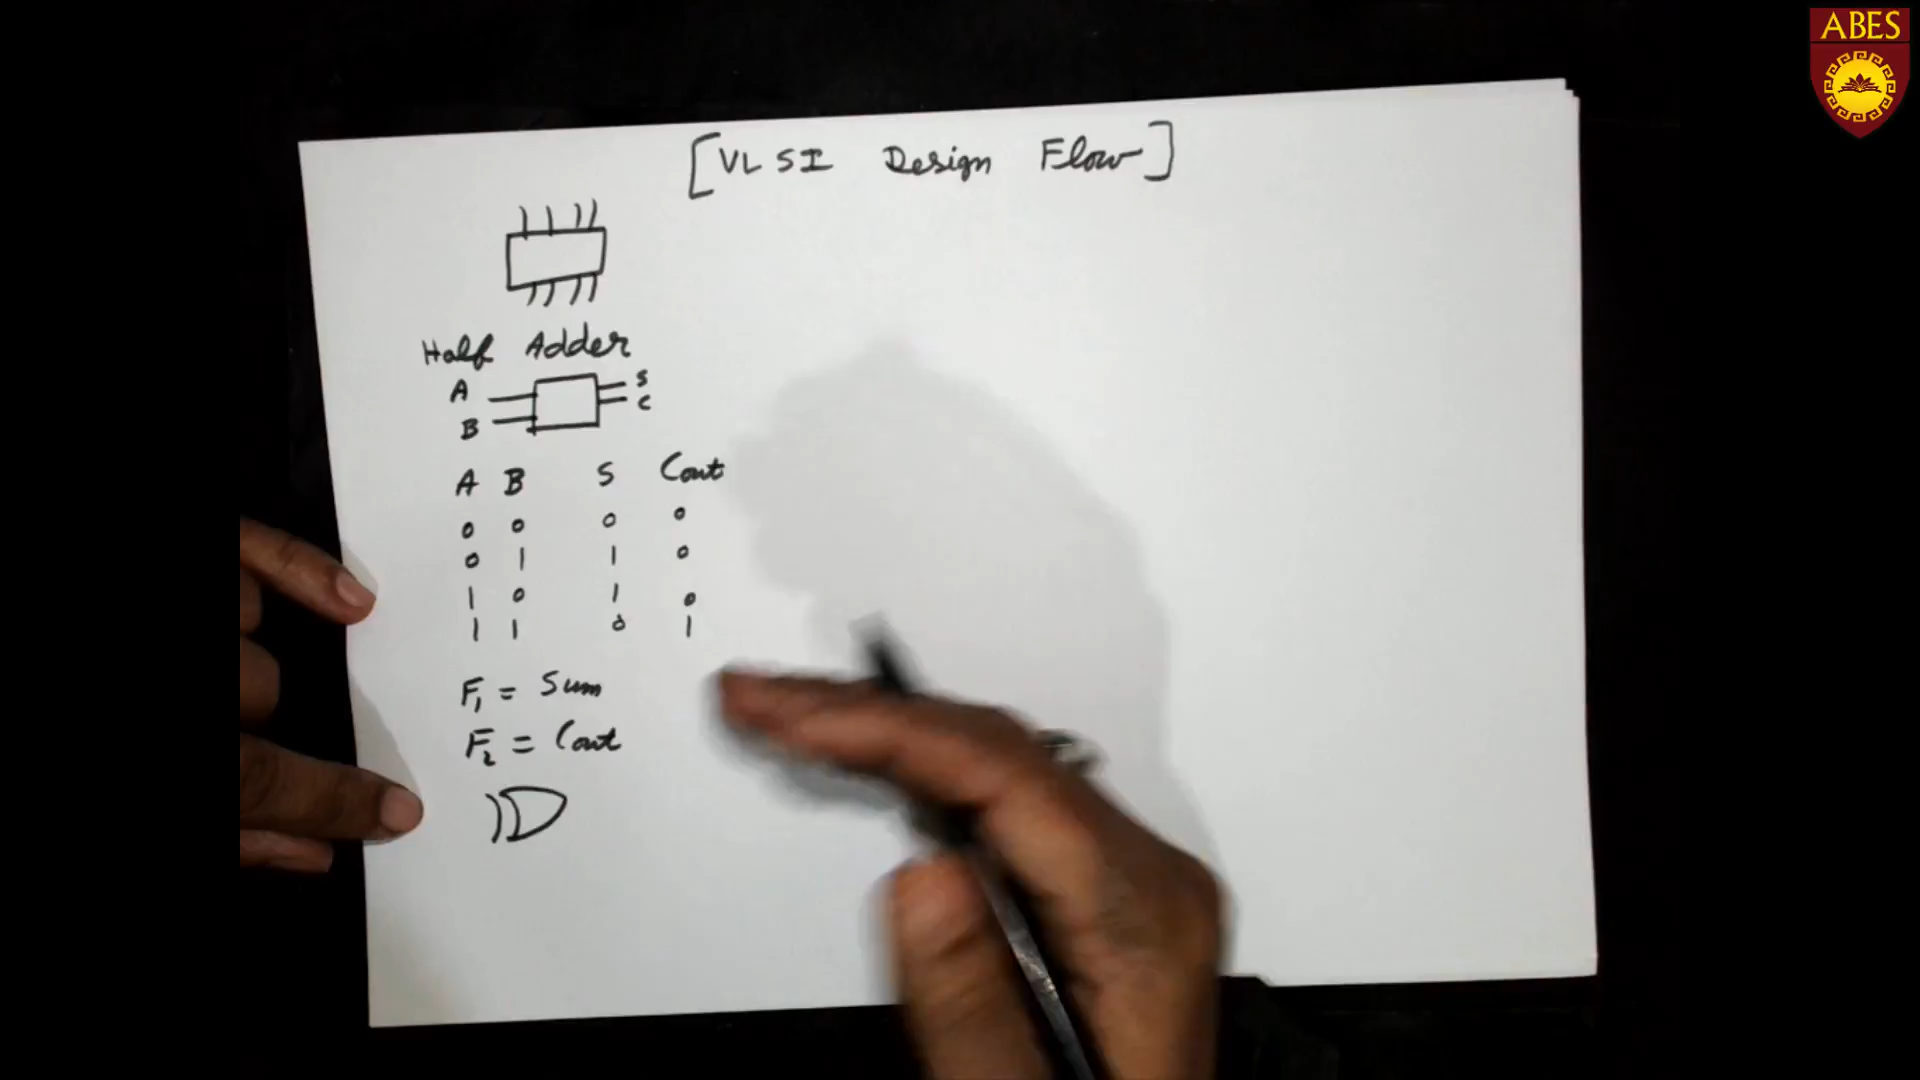 ABES
[VLSI Design Flow]
Half Adder
A S
B C
A B S Cout
0 0 0 0
0 1 1 0
1 0 1 0
1 1 0 1
F1 = Sum
F2 = Cout